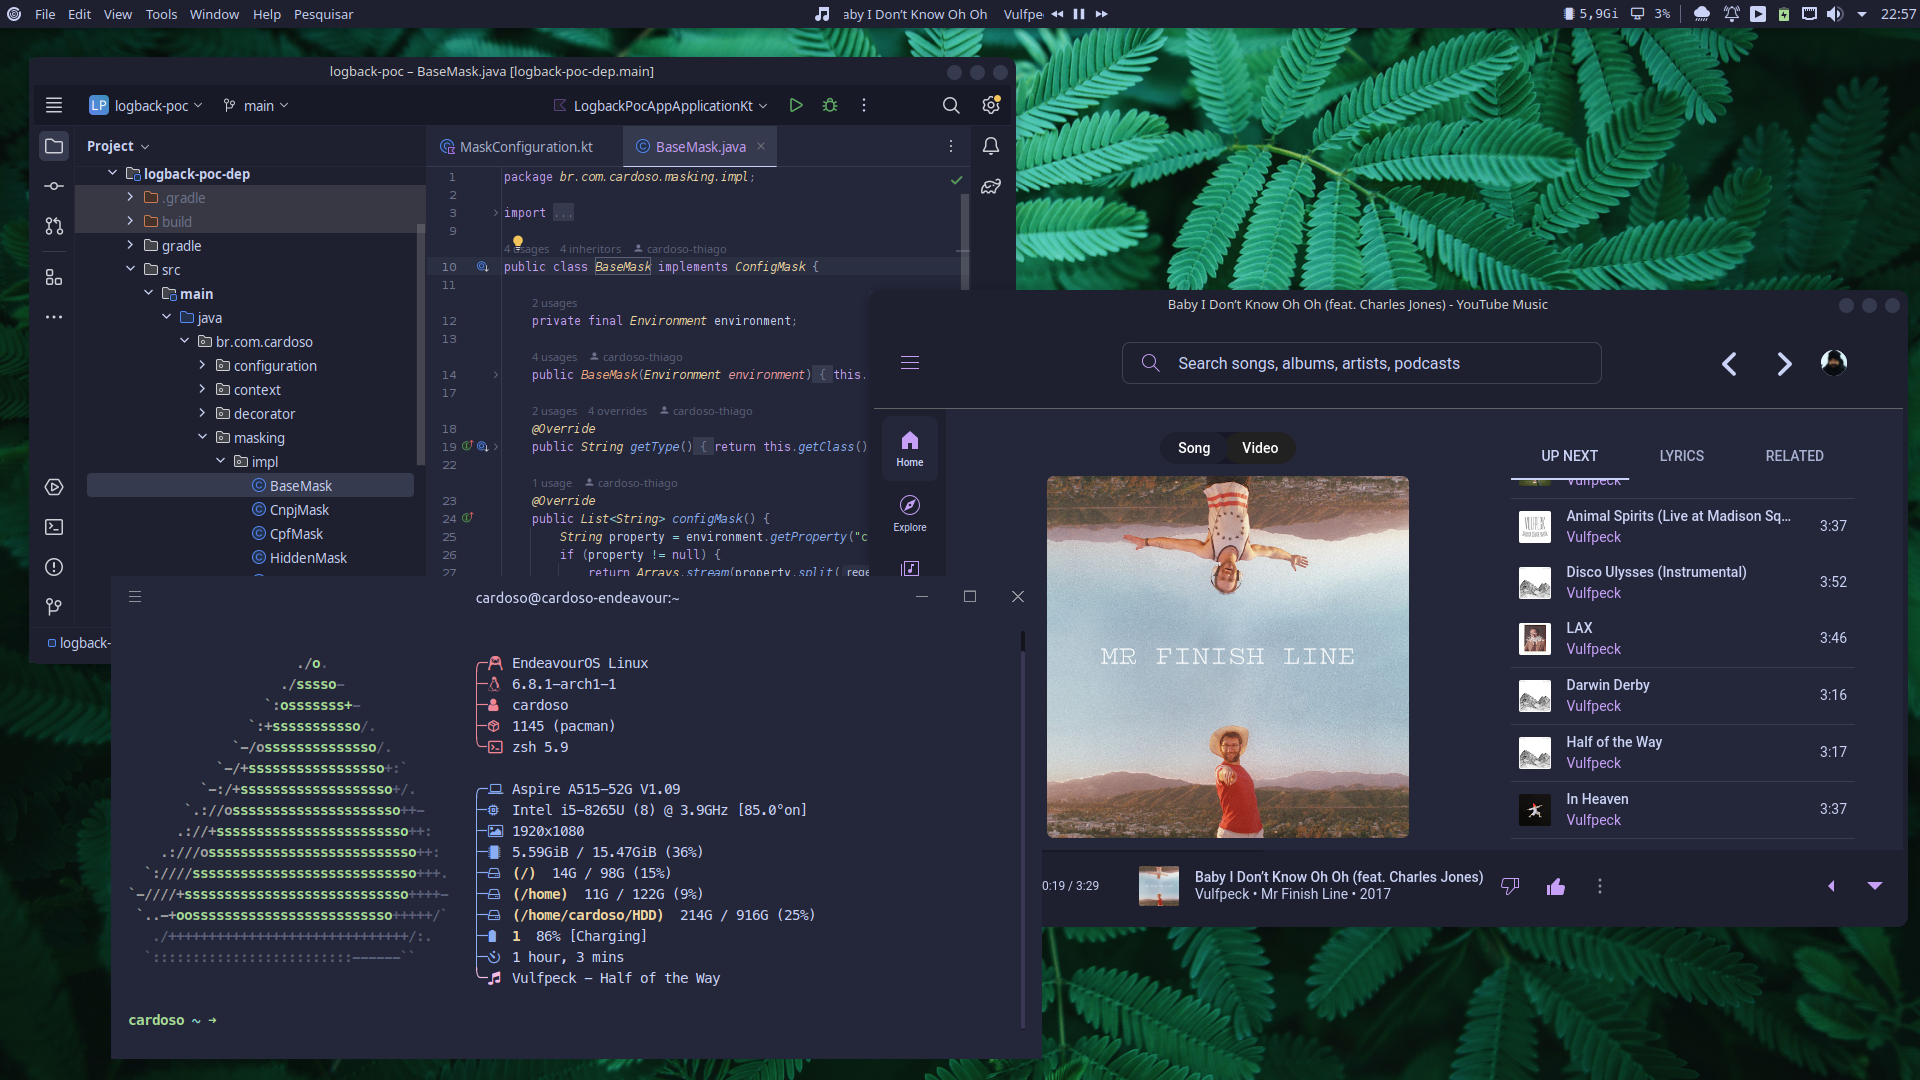 File Edit View Tools Window Help Pesquisar
aby I Don’t Know Oh Oh Vulfpe
5,9Gi 3% 22:57
logback-poc – BaseMask.java [logback-poc-dep.main]
LP logback-poc main LogbackPocAppApplicationKt
Project
logback-poc-dep
.gradle
build
gradle
src
main
java
br.com.cardoso
configuration
context
decorator
masking
impl
BaseMask
CnpjMask
CpfMask
HiddenMask
logback-
MaskConfiguration.kt BaseMask.java
1 package br.com.cardoso.masking.impl;
2
3 import ...
9
4 usages 4 inheritors cardoso-thiago
10 public class BaseMask implements ConfigMask {
11
2 usages
12 private final Environment environment;
13
4 usages cardoso-thiago
14 public BaseMask(Environment environment) { this.
17
2 usages 4 overrides cardoso-thiago
18 @Override
19 public String getType() { return this.getClass()
22
1 usage cardoso-thiago
23 @Override
24 public List<String> configMask() {
25 String property = environment.getProperty("c
26 if (property != null) {
27 return Arrays.stream(property.split( rege
Baby I Don’t Know Oh Oh (feat. Charles Jones) - YouTube Music
Search songs, albums, artists, podcasts
Home
Explore
Song Video
MR FINISH LINE
UP NEXT LYRICS RELATED
Vulfpeck
Animal Spirits (Live at Madison Sq... 3:37
Vulfpeck
Disco Ulysses (Instrumental) 3:52
Vulfpeck
LAX 3:46
Vulfpeck
Darwin Derby 3:16
Vulfpeck
Half of the Way 3:17
Vulfpeck
In Heaven 3:37
Vulfpeck
0:19 / 3:29
Baby I Don’t Know Oh Oh (feat. Charles Jones)
Vulfpeck • Mr Finish Line • 2017
cardoso@cardoso-endeavour:~
./o.
./sssso-
`:osssssss+-
`:+sssssssssso/.
`-/ossssssssssssso/.
`-/+sssssssssssssssso+:`
`-:/+sssssssssssssssssso+/.
`.://osssssssssssssssssssso++-
.://+ssssssssssssssssssssssso++:
.:///ossssssssssssssssssssssssso++:
`:////ssssssssssssssssssssssssssso+++.
`-////+ssssssssssssssssssssssssssso++++-
`..-+oosssssssssssssssssssssssso+++++/`
./++++++++++++++++++++++++++++++/:.
`:::::::::::::::::::::::::------``
EndeavourOS Linux
6.8.1-arch1-1
cardoso
1145 (pacman)
zsh 5.9
Aspire A515-52G V1.09
Intel i5-8265U (8) @ 3.9GHz [85.0°on]
1920x1080
5.59GiB / 15.47GiB (36%)
(/) 14G / 98G (15%)
(/home) 11G / 122G (9%)
(/home/cardoso/HDD) 214G / 916G (25%)
1 86% [Charging]
1 hour, 3 mins
Vulfpeck - Half of the Way
cardoso ~ →